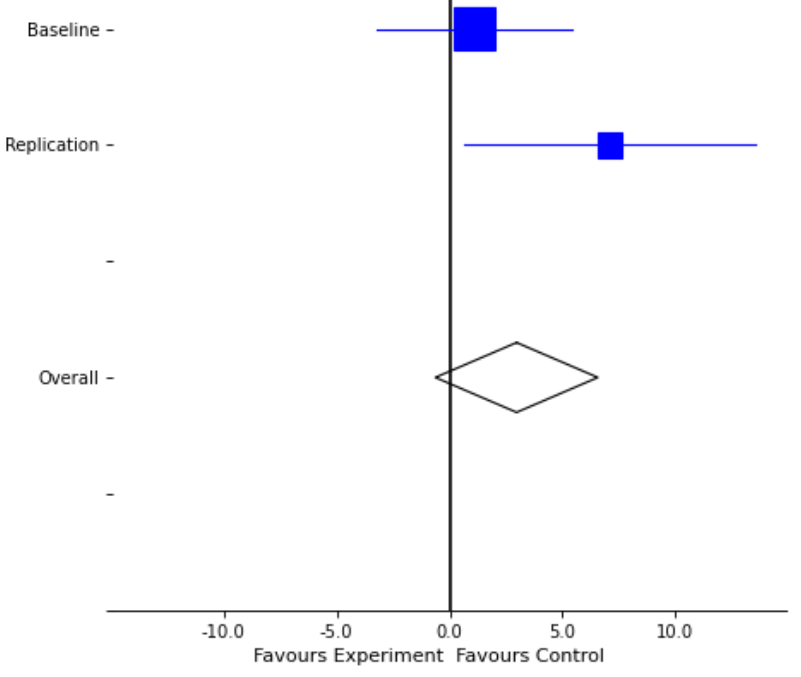 Baseline
Replication
Overall
-10.0 -5.0 0.0 5.0 10.0
Favours Experiment Favours Control